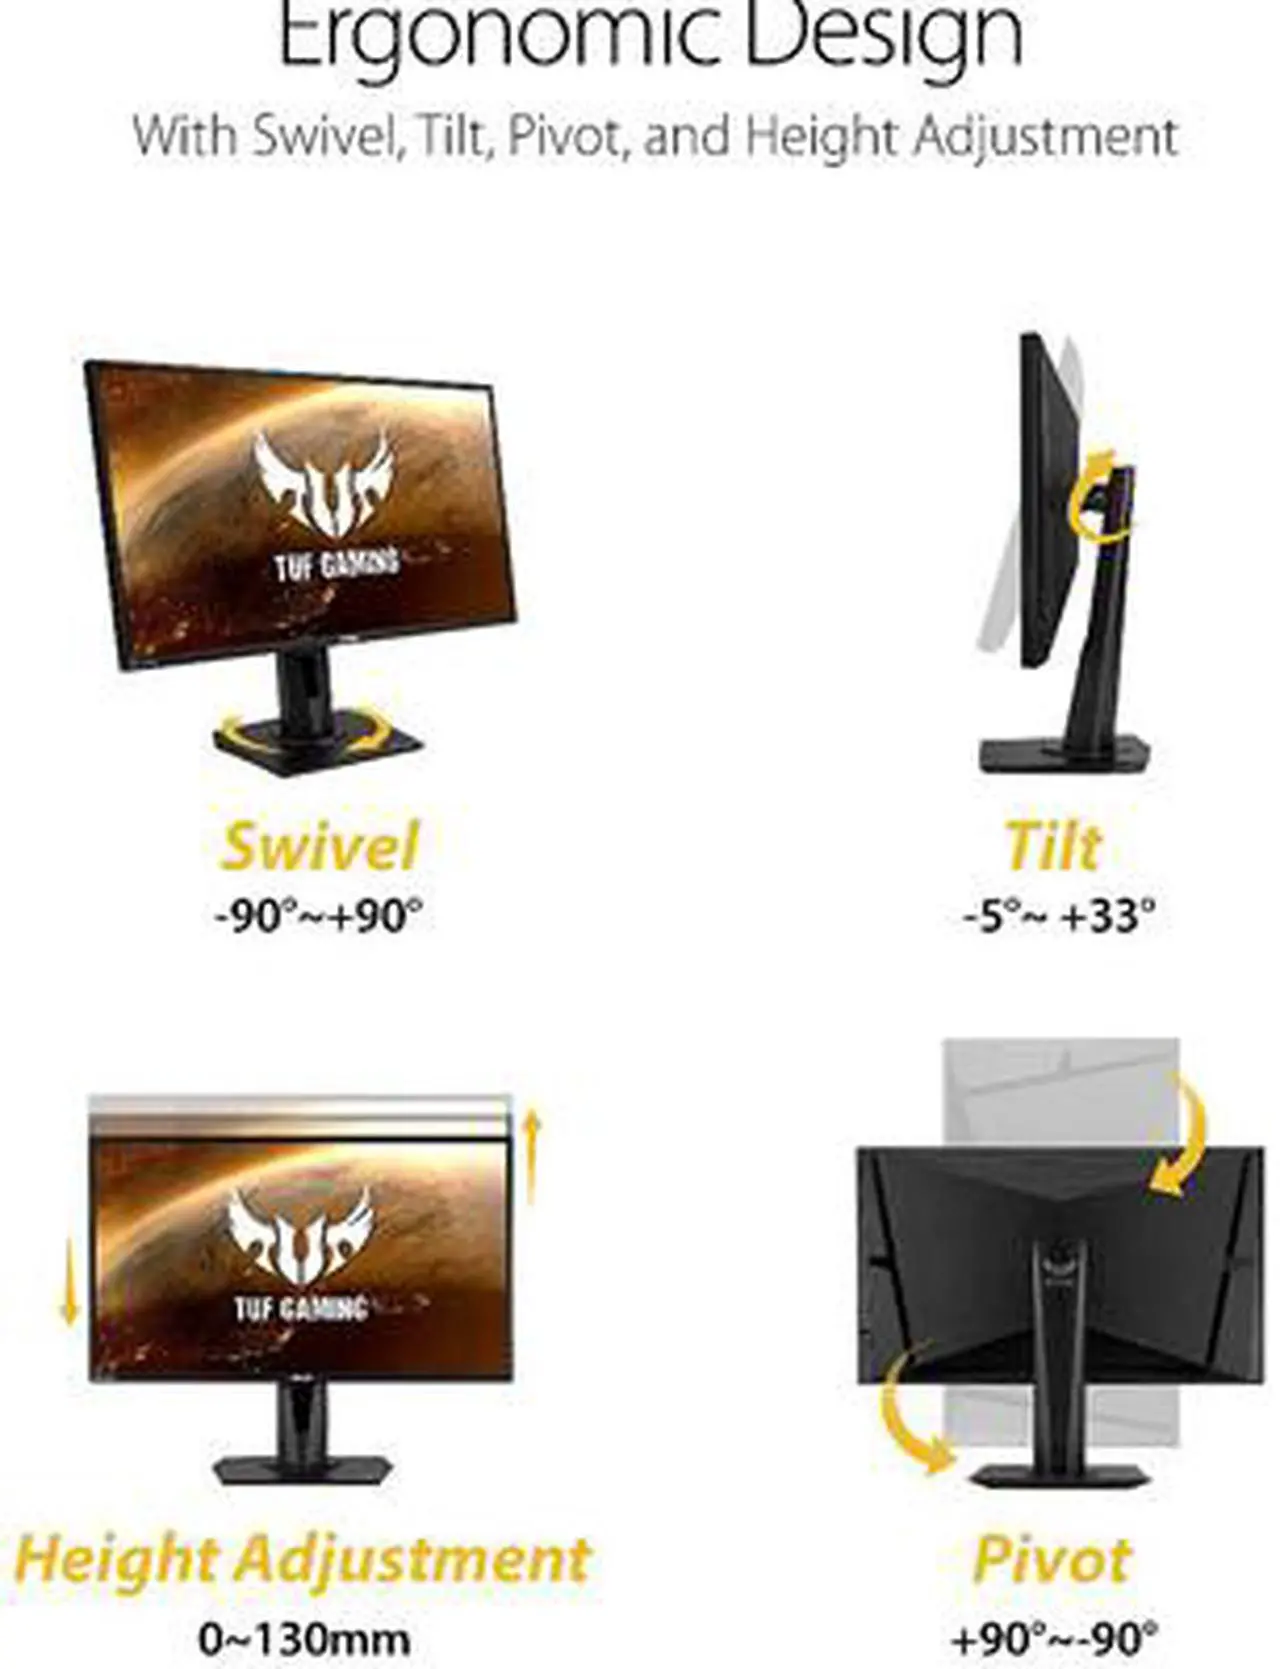 Ergonomic Design
With Swivel, Tilt, Pivot, and Height Adjustment
TUF GAMING
Swivel
-90°~+90°
Tilt
-5°~ +33°
TUF GAMING
Height Adjustment
0~130mm
Pivot
+90°~-90°